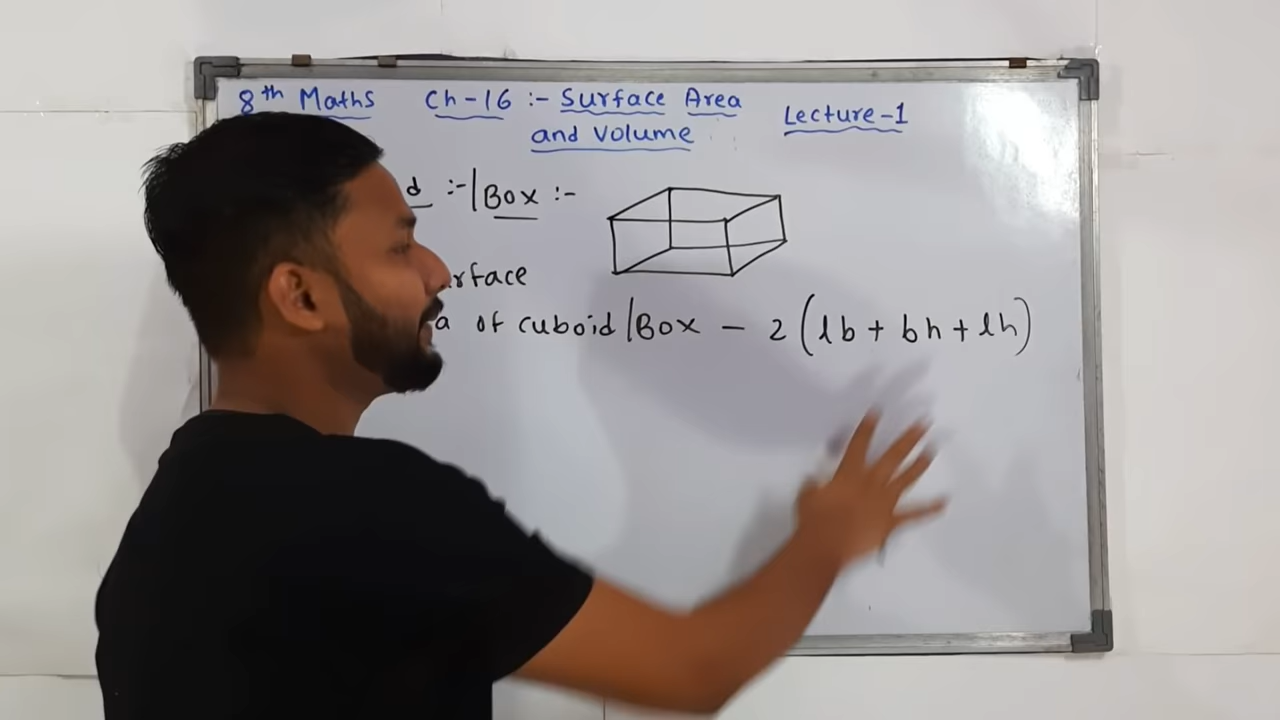 8th Maths Ch-16 :- Surface Area and Volume Lecture-1
d :-|Box :-
rface
a of cuboid|Box - 2(lb + bh + lh)